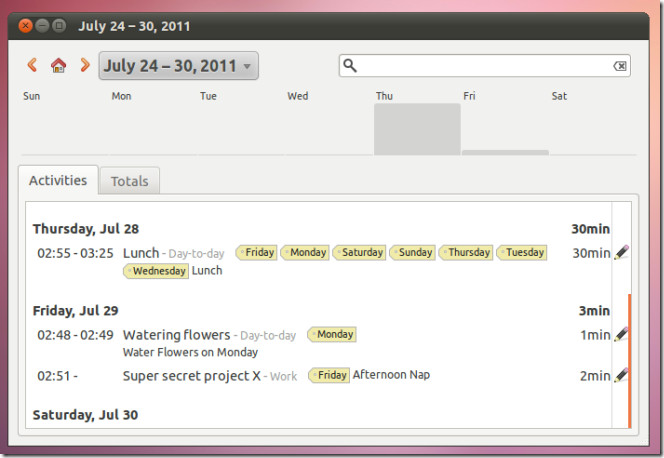 July 24 – 30, 2011
July 24 – 30, 2011
Sun Mon Tue Wed Thu Fri Sat
Activities Totals
Thursday, Jul 28 30min
02:55 - 03:25 Lunch - Day-to-day Friday Monday Saturday Sunday Thursday Tuesday 30min
Wednesday Lunch
Friday, Jul 29 3min
02:48 - 02:49 Watering flowers - Day-to-day Monday 1min
Water Flowers on Monday
02:51 - Super secret project X - Work Friday Afternoon Nap 2min
Saturday, Jul 30